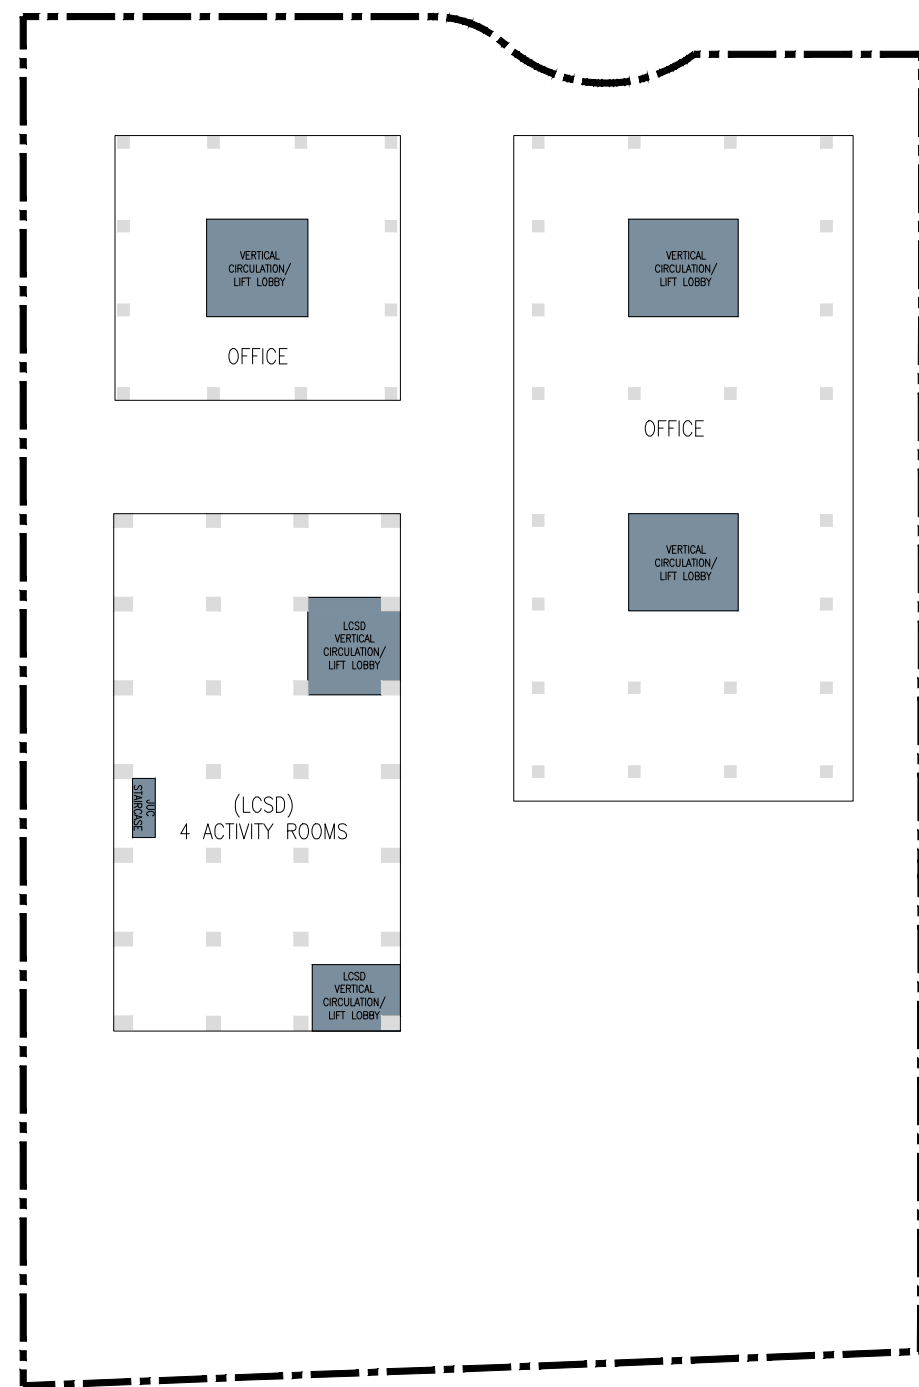 VERTICAL
CIRCULATION/
LIFT LOBBY
OFFICE
VERTICAL
CIRCULATION/
LIFT LOBBY
OFFICE
VERTICAL
CIRCULATION/
LIFT LOBBY
LCSD
VERTICAL
CIRCULATION/
LIFT LOBBY
JUC
STAIRCASE
(LCSD)
4 ACTIVITY ROOMS
LCSD
VERTICAL
CIRCULATION/
LIFT LOBBY